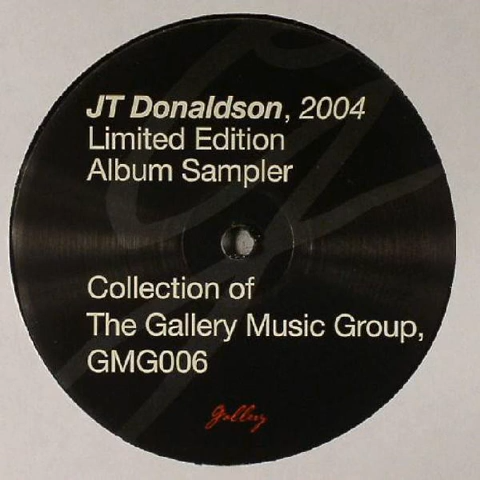 JT Donaldson, 2004
Limited Edition
Album Sampler
Collection of
The Gallery Music Group,
GMG006
gallery